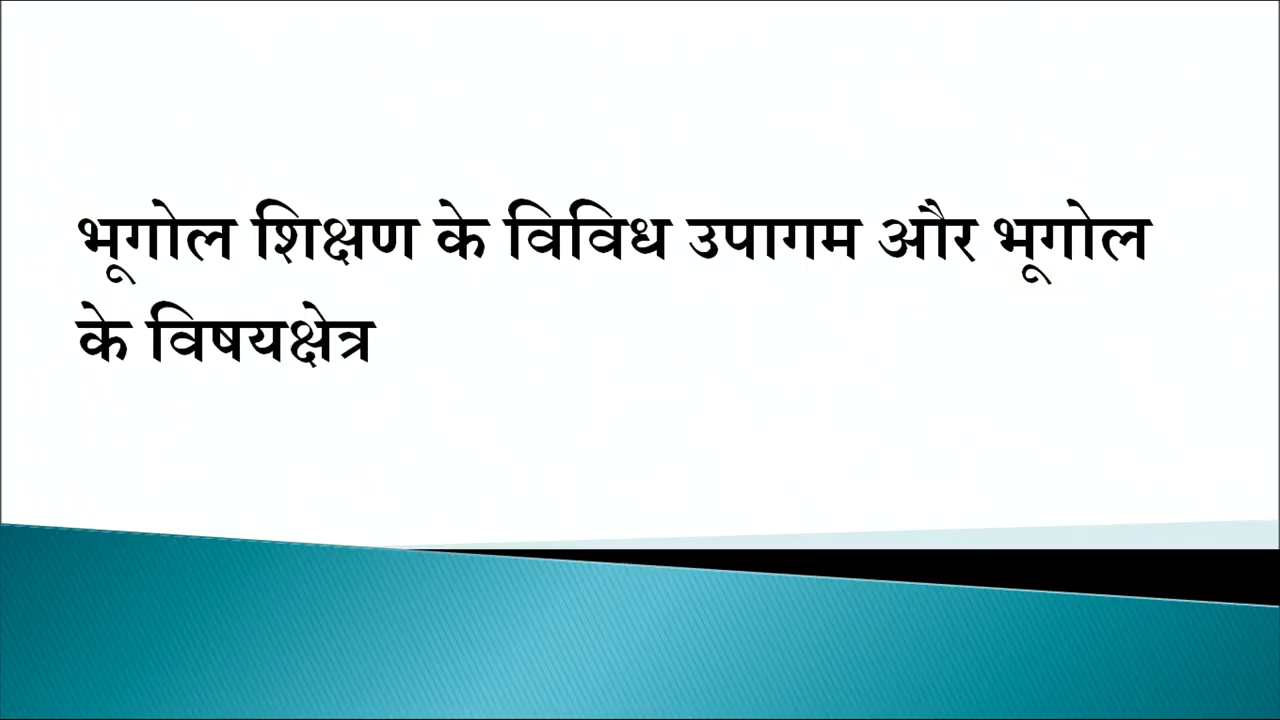 भूगोल शिक्षण के विविध उपागम और भूगोल
के विषयक्षेत्र